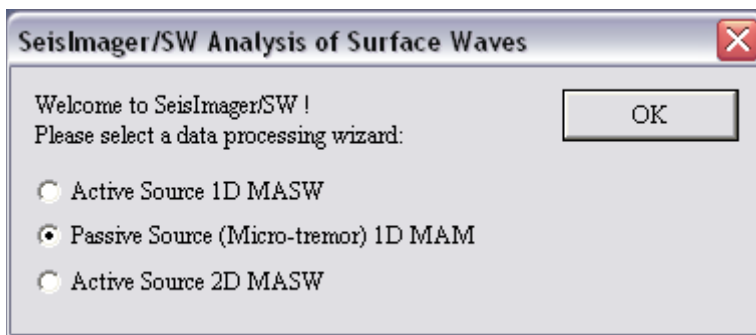 SeisImager/SW Analysis of Surface Waves
Welcome to SeisImager/SW !
Please select a data processing wizard:
OK
Active Source 1D MASW
Passive Source (Micro-tremor) 1D MAM
Active Source 2D MASW